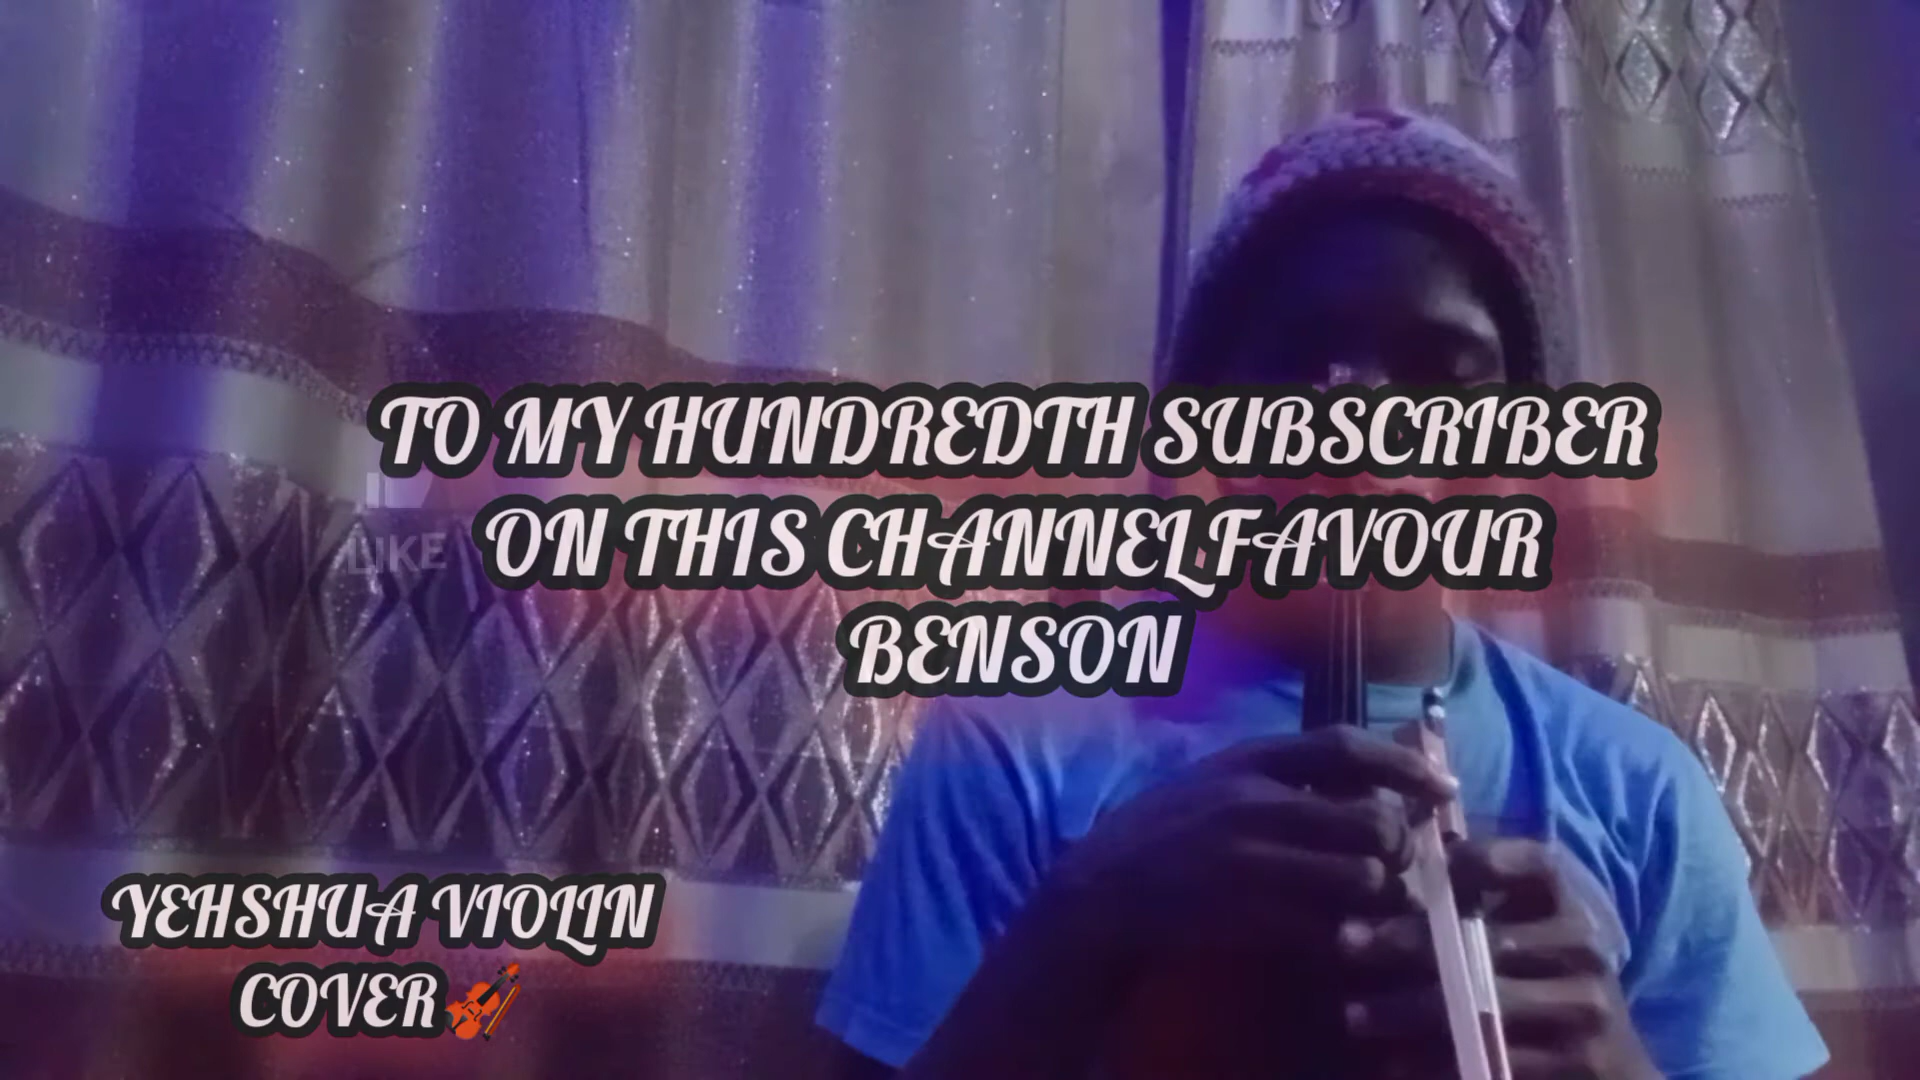 TO MY HUNDREDTH SUBSCRIBER
ON THIS CHANNEL FAVOUR
BENSON
LIKE
YEHSHUA VIOLIN
COVER🎻